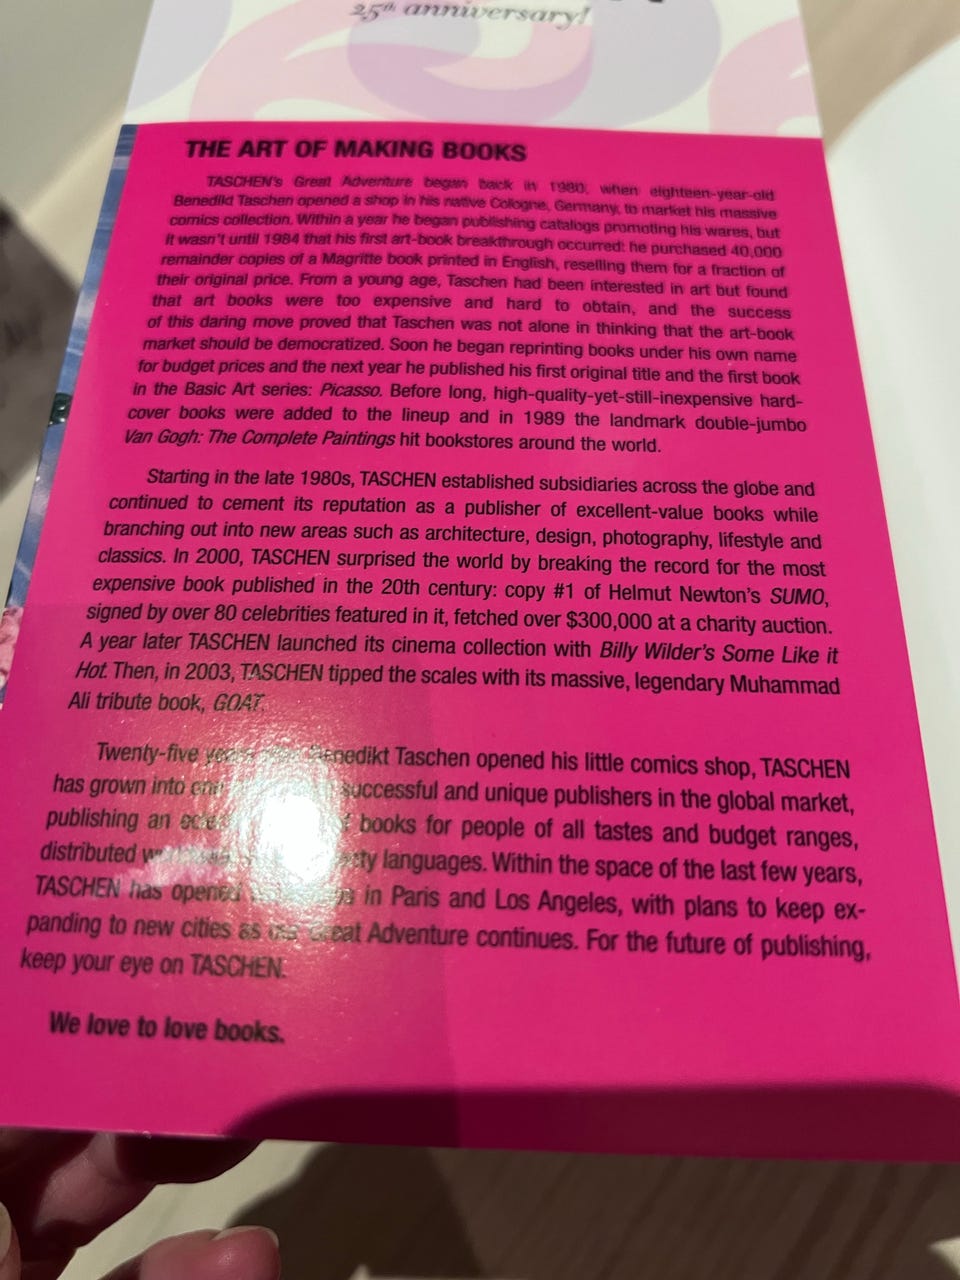 25th anniversary!
THE ART OF MAKING BOOKS
TASCHEN's Great Adventure began back in 1980, when eighteen-year-old
Benedikt Taschen opened a shop in his native Cologne, Germany, to market his massive
comics collection. Within a year he began publishing catalogs promoting his wares, but
it wasn't until 1984 that his first art-book breakthrough occurred: he purchased 40,000
remainder copies of a Magritte book printed in English, reselling them for a fraction of
their original price. From a young age, Taschen had been interested in art but found
that art books were too expensive and hard to obtain, and the success
of this daring move proved that Taschen was not alone in thinking that the art-book
market should be democratized. Soon he began reprinting books under his own name
for budget prices and the next year he published his first original title and the first book
in the Basic Art series: Picasso. Before long, high-quality-yet-still-inexpensive hard-
cover books were added to the lineup and in 1989 the landmark double-jumbo
Van Gogh: The Complete Paintings hit bookstores around the world.
Starting in the late 1980s, TASCHEN established subsidiaries across the globe and
continued to cement its reputation as a publisher of excellent-value books while
branching out into new areas such as architecture, design, photography, lifestyle and
classics. In 2000, TASCHEN surprised the world by breaking the record for the most
expensive book published in the 20th century: copy #1 of Helmut Newton's SUMO,
signed by over 80 celebrities featured in it, fetched over $300,000 at a charity auction.
A year later TASCHEN launched its cinema collection with Billy Wilder's Some Like it
Hot. Then, in 2003, TASCHEN tipped the scales with its massive, legendary Muhammad
Ali tribute book, GOAT.
Twenty-five Benedikt Taschen opened his little comics shop, TASCHEN
has grown into successful and unique publishers in the global market,
publishing an books for people of all tastes and budget ranges,
distributed languages. Within the space of the last few years,
TASCHEN has opened in Paris and Los Angeles, with plans to keep ex-
panding to new cities as Great Adventure continues. For the future of publishing,
keep your eye on TASCHEN.
We love to love books.